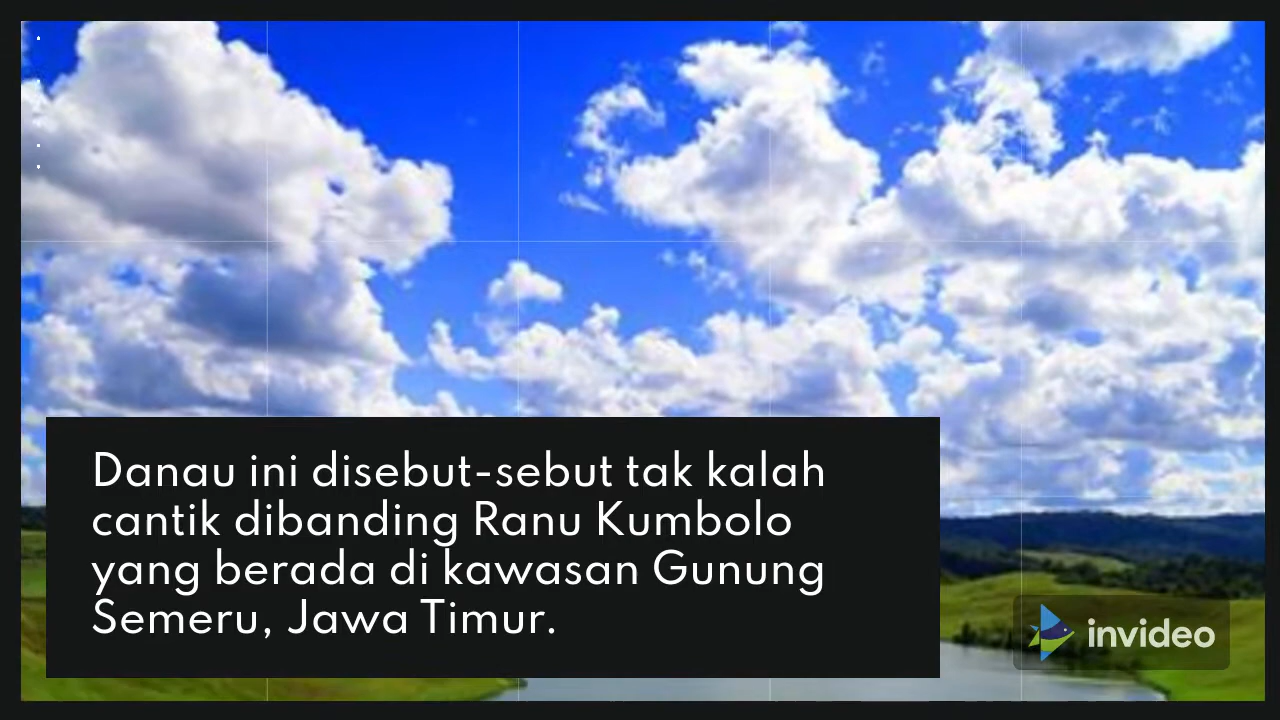 Danau ini disebut-sebut tak kalah
cantik dibanding Ranu Kumbolo
yang berada di kawasan Gunung
Semeru, Jawa Timur.
invideo